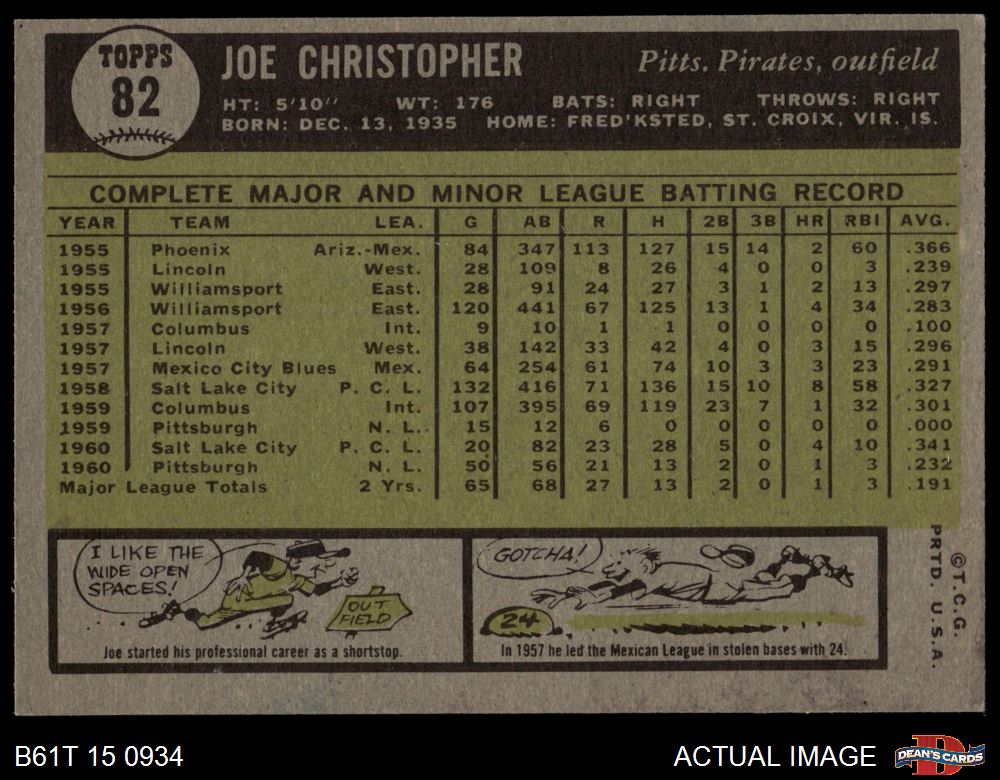 TOPPS
82
JOE CHRISTOPHER
Pitts. Pirates, outfield
HT: 5'10" WT: 176 BATS: RIGHT THROWS: RIGHT
BORN: DEC. 13, 1935 HOME: FRED'KSTED, ST. CROIX, VIR. IS.
COMPLETE MAJOR AND MINOR LEAGUE BATTING RECORD
YEAR TEAM LEA. G AB R H 2B 3B HR RBI AVG.
1955 Phoenix Ariz.-Mex. 84 347 113 127 15 14 2 60 .366
1955 Lincoln West. 28 109 8 26 4 0 0 3 .239
1955 Williamsport East. 28 91 24 27 3 1 2 13 .297
1956 Williamsport East. 120 441 67 125 13 1 4 34 .283
1957 Columbus Int. 9 10 1 1 0 0 0 0 .100
1957 Lincoln West. 38 142 33 42 4 0 3 15 .296
1957 Mexico City Blues Mex. 64 254 61 74 10 3 3 23 .291
1958 Salt Lake City P. C. L. 132 416 71 136 15 10 8 58 .327
1959 Columbus Int. 107 395 69 119 23 7 1 32 .301
1959 Pittsburgh N. L. 15 12 6 0 0 0 0 0 .000
1960 Salt Lake City P. C. L. 20 82 23 28 5 0 4 10 .341
1960 Pittsburgh N. L. 50 56 21 13 2 0 1 3 .232
Major League Totals 2 Yrs. 65 68 27 13 2 0 1 3 .191
I LIKE THE
WIDE OPEN
SPACES!
OUT
FIELD
Joe started his professional career as a shortstop.
GOTCHA!
24
In 1957 he led the Mexican League in stolen bases with 24.
©T.C.G.
PRTD. U.S.A.
B61T 15 0934
ACTUAL IMAGE
D
DEAN'S CARDS